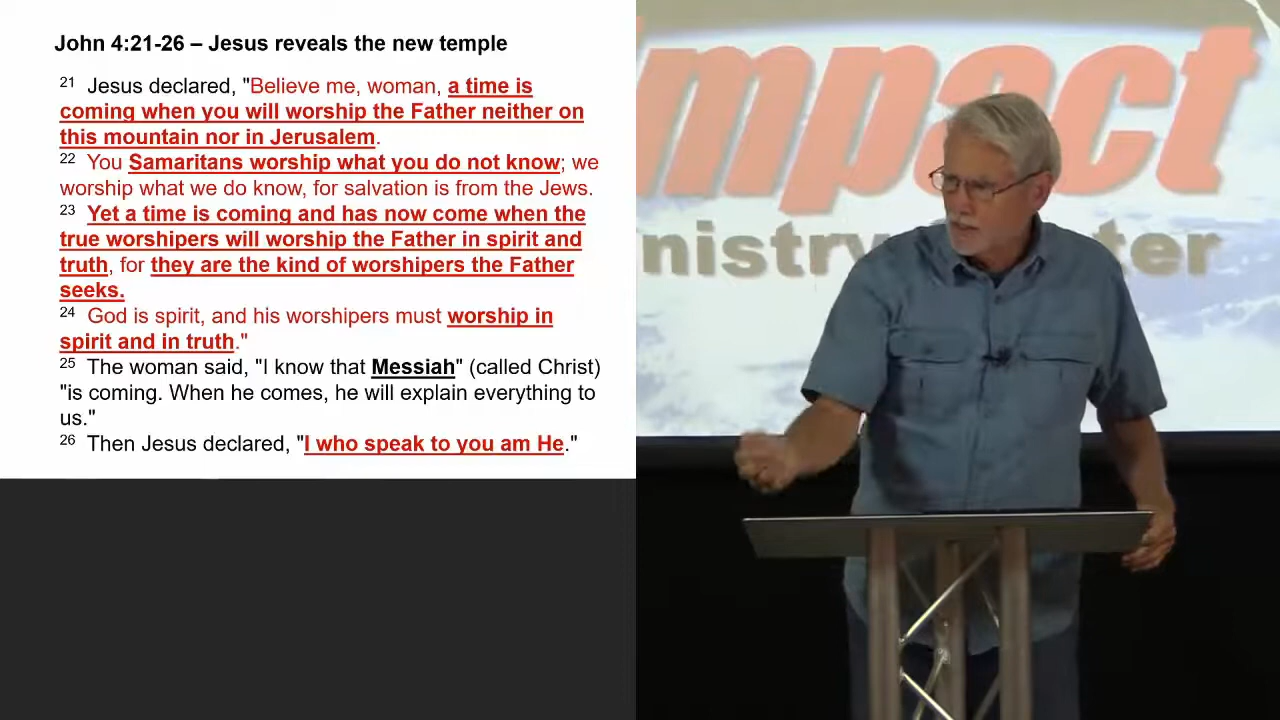 John 4:21-26 – Jesus reveals the new temple
21 Jesus declared, "Believe me, woman, a time is
coming when you will worship the Father neither on
this mountain nor in Jerusalem.
22 You Samaritans worship what you do not know; we
worship what we do know, for salvation is from the Jews.
23 Yet a time is coming and has now come when the
true worshipers will worship the Father in spirit and
truth, for they are the kind of worshipers the Father
seeks.
24 God is spirit, and his worshipers must worship in
spirit and in truth."
25 The woman said, "I know that Messiah" (called Christ)
"is coming. When he comes, he will explain everything to
us."
26 Then Jesus declared, "I who speak to you am He."
impact